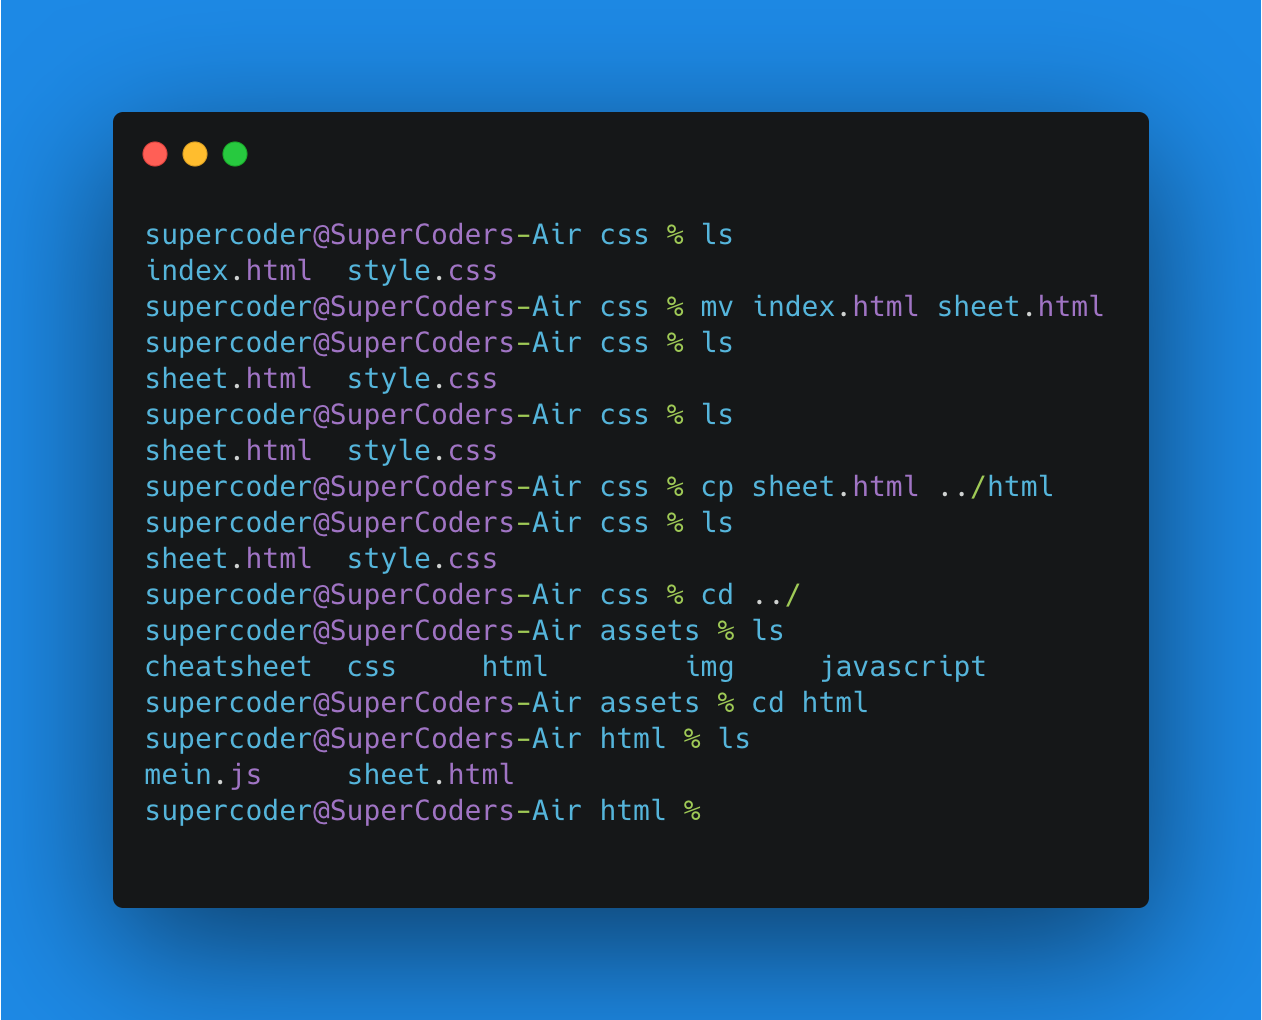 supercoder@SuperCoders-Air css % ls
index.html  style.css
supercoder@SuperCoders-Air css % mv index.html sheet.html
supercoder@SuperCoders-Air css % ls
sheet.html  style.css
supercoder@SuperCoders-Air css % ls
sheet.html  style.css
supercoder@SuperCoders-Air css % cp sheet.html ../html
supercoder@SuperCoders-Air css % ls
sheet.html  style.css
supercoder@SuperCoders-Air css % cd ../
supercoder@SuperCoders-Air assets % ls
cheatsheet  css     html        img     javascript
supercoder@SuperCoders-Air assets % cd html
supercoder@SuperCoders-Air html % ls
mein.js     sheet.html
supercoder@SuperCoders-Air html %